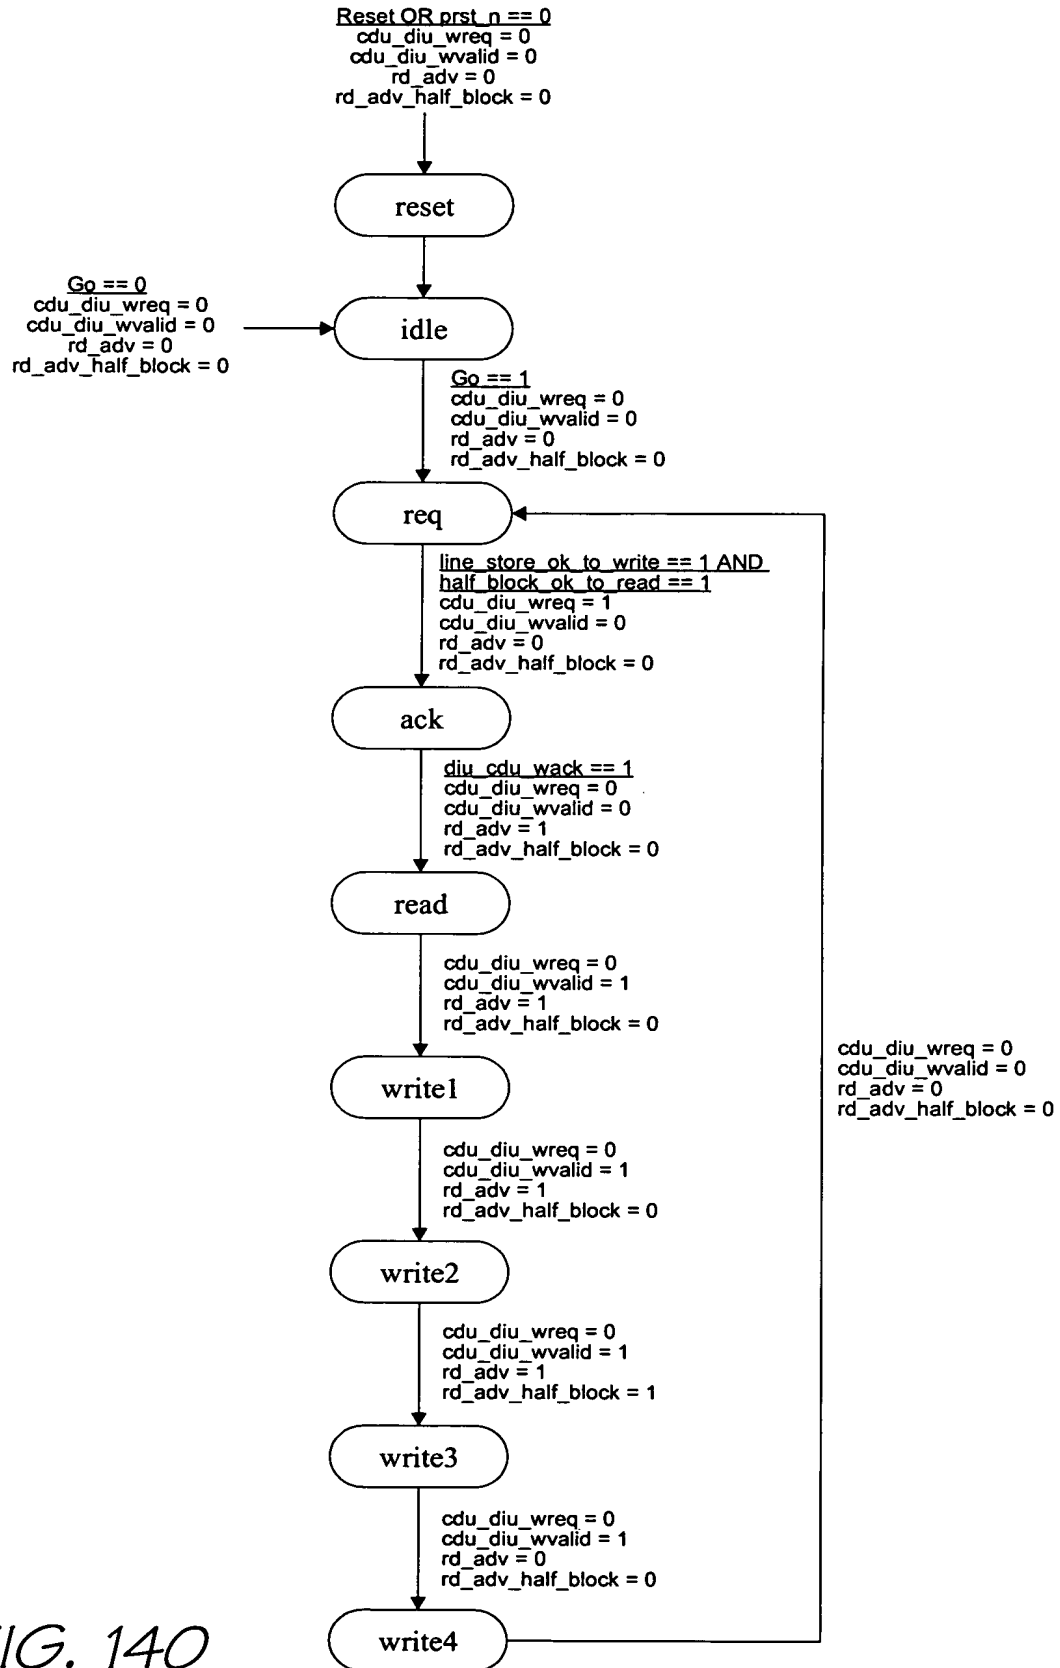 Reset OR prst_n == 0
cdu_diu_wreq = 0
cdu_diu_wvalid = 0
rd_adv = 0
rd_adv_half_block = 0
reset
Go == 0
cdu_diu_wreq = 0
cdu_diu_wvalid = 0
rd_adv = 0
rd_adv_half_block = 0
idle
Go == 1
cdu_diu_wreq = 0
cdu_diu_wvalid = 0
rd_adv = 0
rd_adv_half_block = 0
req
line_store_ok_to_write == 1 AND
half_block_ok_to_read == 1
cdu_diu_wreq = 1
cdu_diu_wvalid = 0
rd_adv = 0
rd_adv_half_block = 0
ack
diu_cdu_wack == 1
cdu_diu_wreq = 0
cdu_diu_wvalid = 0
rd_adv = 1
rd_adv_half_block = 0
read
cdu_diu_wreq = 0
cdu_diu_wvalid = 1
rd_adv = 1
rd_adv_half_block = 0
cdu_diu_wreq = 0
cdu_diu_wvalid = 0
rd_adv = 0
rd_adv_half_block = 0
write1
cdu_diu_wreq = 0
cdu_diu_wvalid = 1
rd_adv = 1
rd_adv_half_block = 0
write2
cdu_diu_wreq = 0
cdu_diu_wvalid = 1
rd_adv = 1
rd_adv_half_block = 1
write3
cdu_diu_wreq = 0
cdu_diu_wvalid = 1
rd_adv = 0
rd_adv_half_block = 0
write4
IG. 140